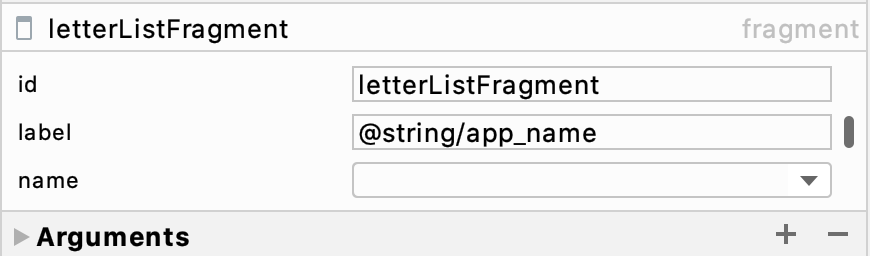 letterListFragment fragment
id letterListFragment
label @string/app_name
name
Arguments